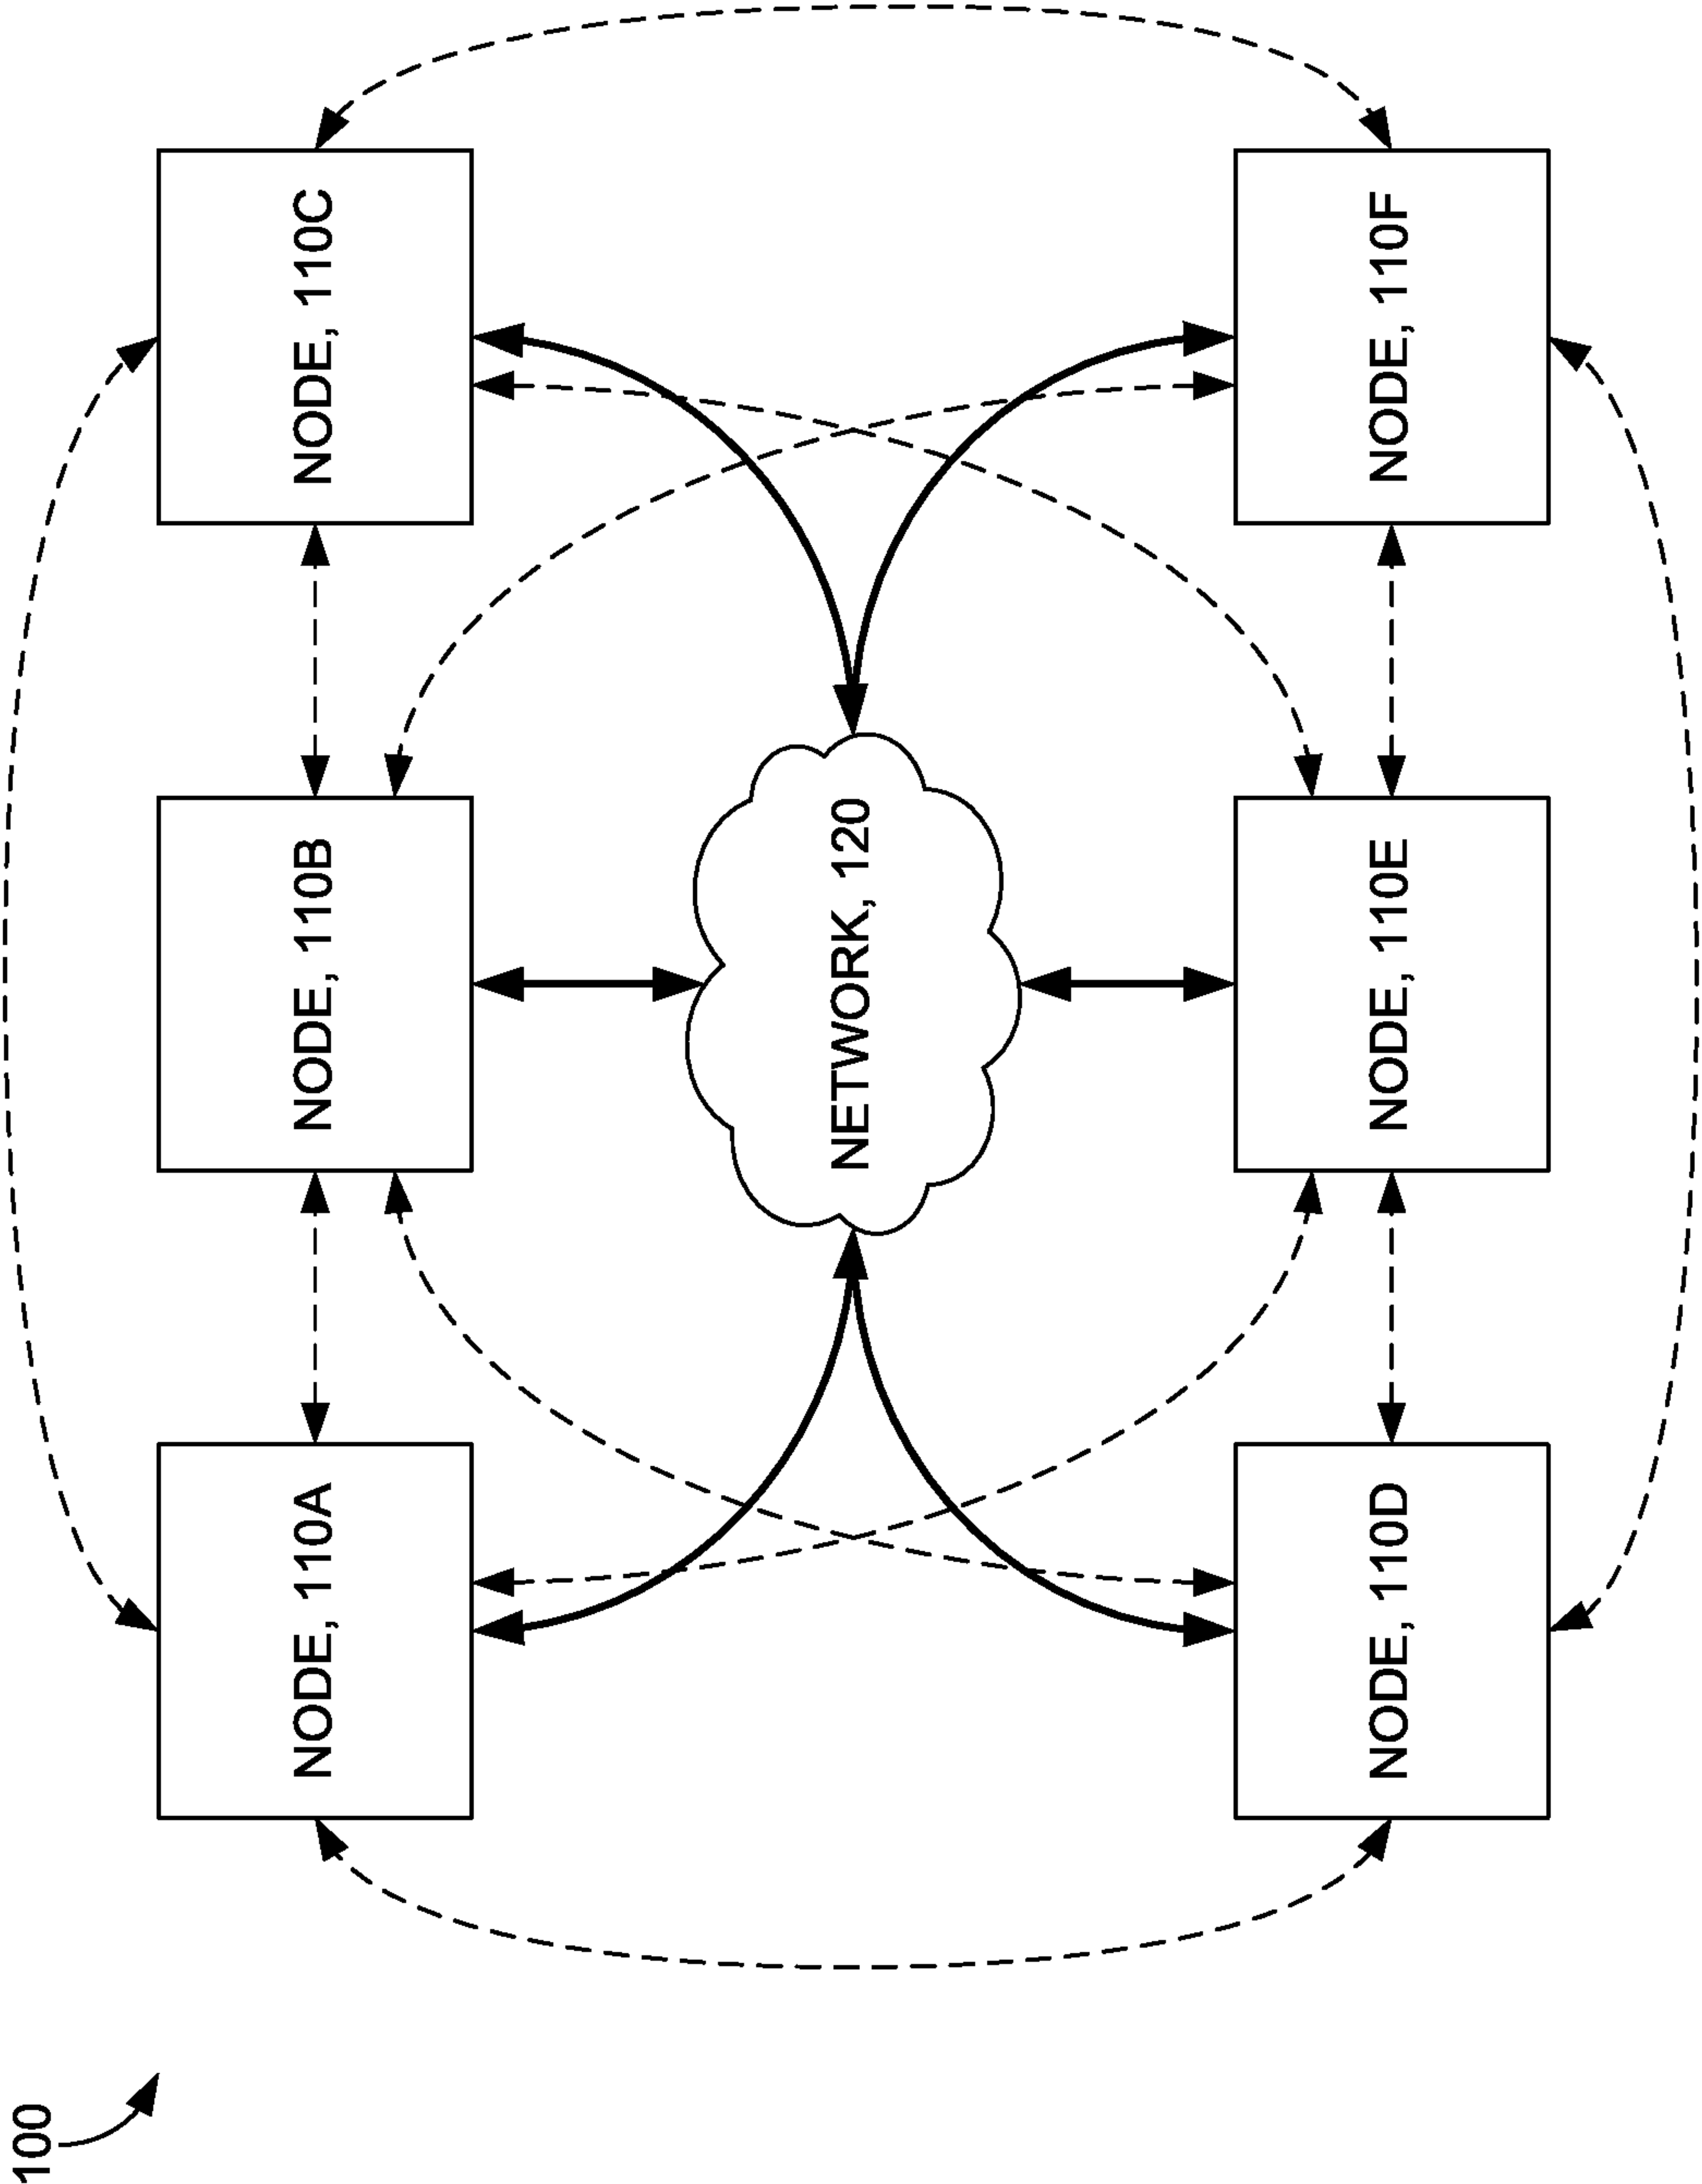 100
NODE, 110A
NODE, 110B
NODE, 110C
NETWORK, 120
NODE, 110D
NODE, 110E
NODE, 110F